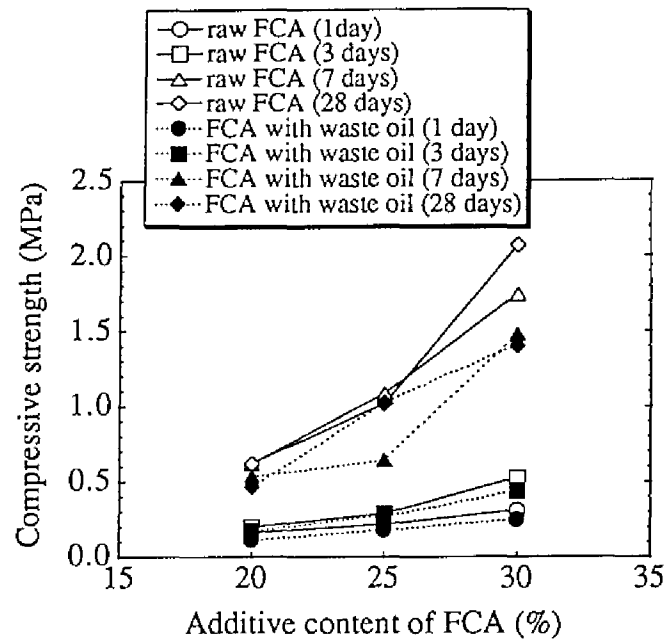 raw FCA (1day)
raw FCA (3 days)
raw FCA (7 days)
raw FCA (28 days)
FCA with waste oil (1 day)
FCA with waste oil (3 days)
FCA with waste oil (7 days)
FCA with waste oil (28 days)
Compressive strength (MPa)
2.5
2.0
1.5
1.0
0.5
0.0
15 20 25 30 35
Additive content of FCA (%)